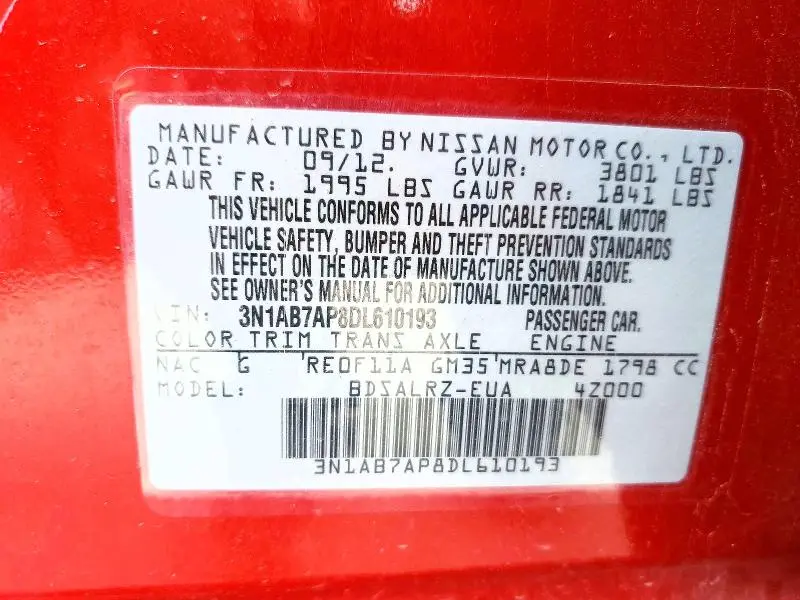 MANUFACTURED BY NISSAN MOTOR CO., LTD.
DATE: 09/12. GVWR: 3801 LBS
GAWR FR: 1995 LBS GAWR RR: 1841 LBS
THIS VEHICLE CONFORMS TO ALL APPLICABLE FEDERAL MOTOR
VEHICLE SAFETY, BUMPER AND THEFT PREVENTION STANDARDS
IN EFFECT ON THE DATE OF MANUFACTURE SHOWN ABOVE.
SEE OWNER'S MANUAL FOR ADDITIONAL INFORMATION.
VIN: 3N1AB7AP8DL610193 PASSENGER CAR.
COLOR TRIM TRANS AXLE ENGINE
NAC G RE0F11A GM35 MRA8DE 1798 CC
MODEL: BDSALRZ-EUA 4Z000
3N1AB7AP8DL610193